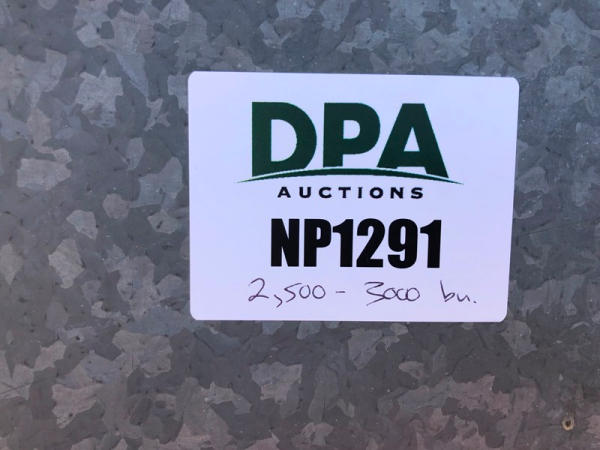 DPA
AUCTIONS
NP1291
2,500 - 3000 bu.